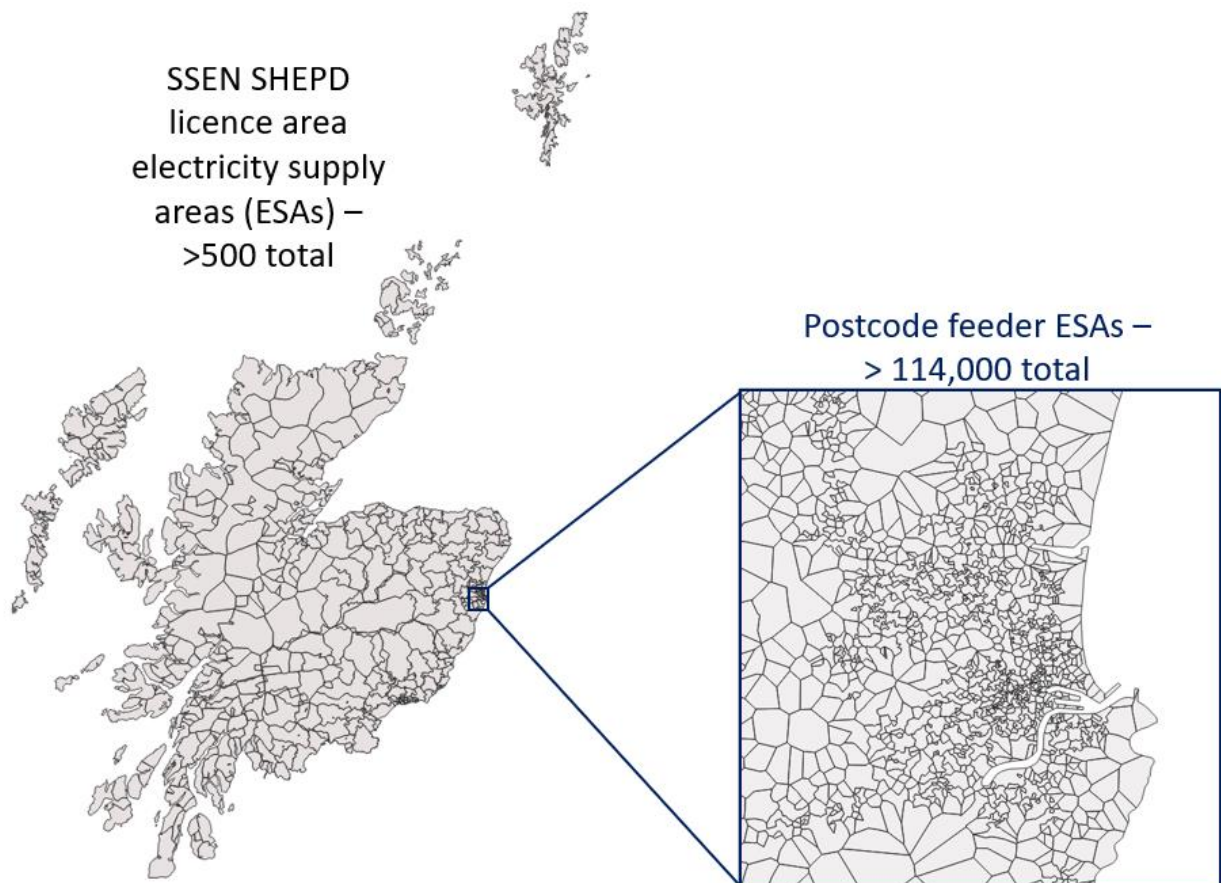 SSEN SHEPD
licence area
electricity supply
areas (ESAs) –
>500 total
Postcode feeder ESAs –
> 114,000 total